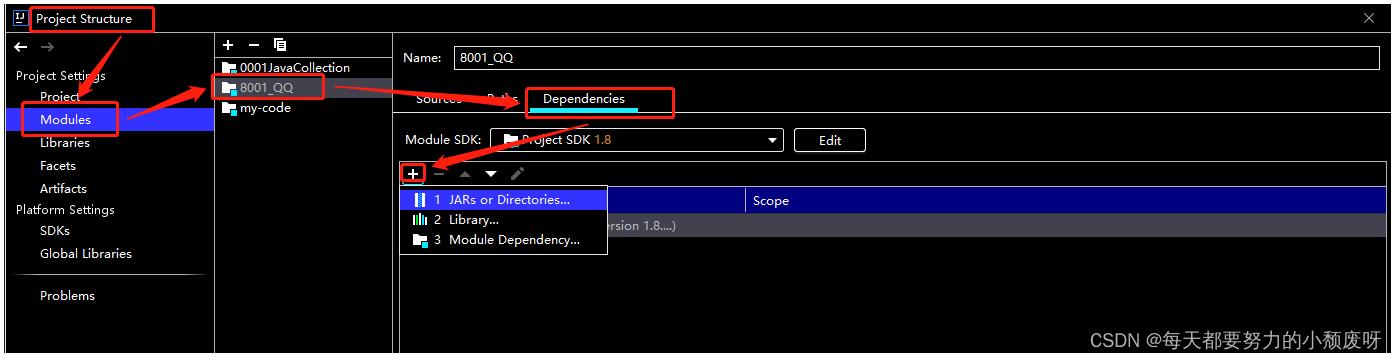 Project Structure
Project Settings
Project
Modules
Libraries
Facets
Artifacts
Platform Settings
SDKs
Global Libraries
Problems
0001JavaCollection
8001_QQ
my-code
Name: 8001_QQ
Sources Paths Dependencies
Module SDK: Project SDK 1.8 Edit
1 JARs or Directories...
2 Library...
3 Module Dependency...
Scope
ersion 1.8....)
CSDN @每天都要努力的小颓废呀